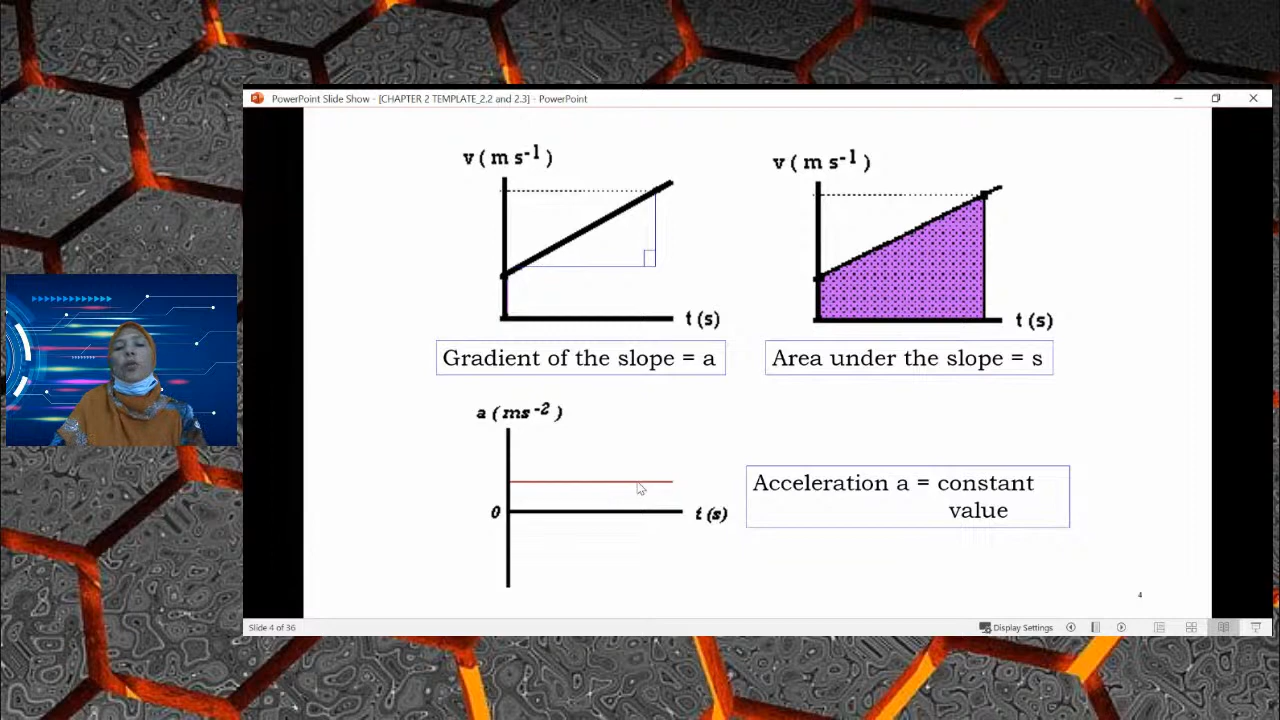 PowerPoint Slide Show - [CHAPTER 2 TEMPLATE_2.2 and 2.3] - PowerPoint
v ( m s-1 )
t (s)
Gradient of the slope = a
v ( m s-1 )
t (s)
Area under the slope = s
a ( ms -2 )
0
t (s)
Acceleration a = constant
value
4
Slide 4 of 36
Display Settings